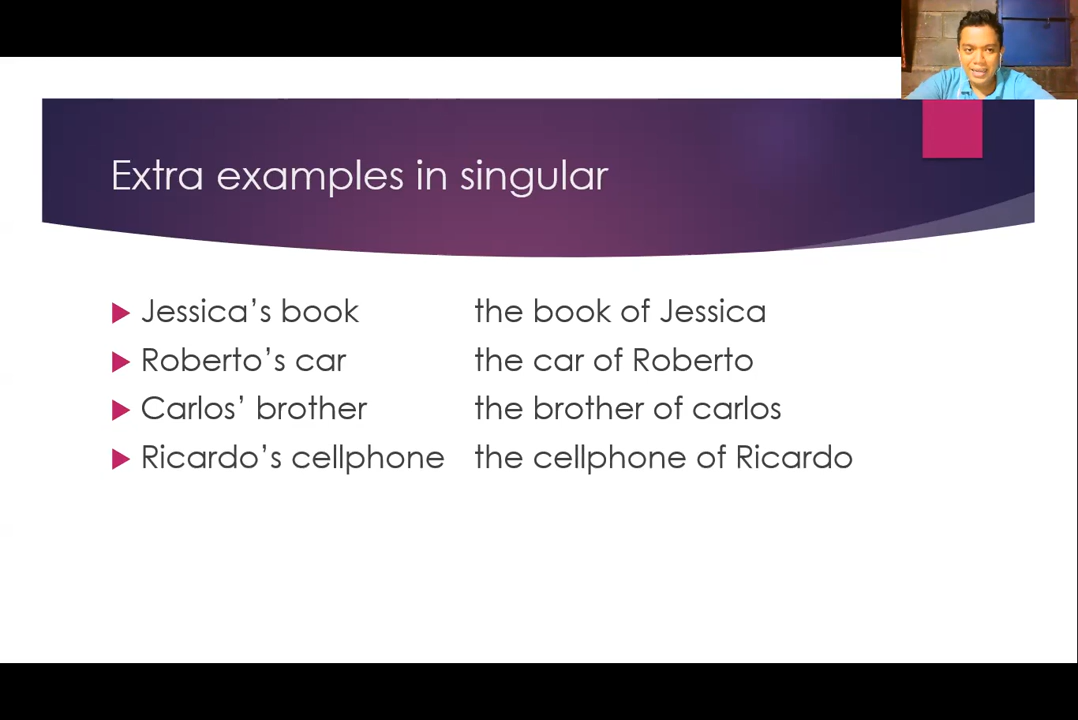 Extra examples in singular
Jessica’s book the book of Jessica
Roberto’s car the car of Roberto
Carlos’ brother the brother of carlos
Ricardo’s cellphone the cellphone of Ricardo